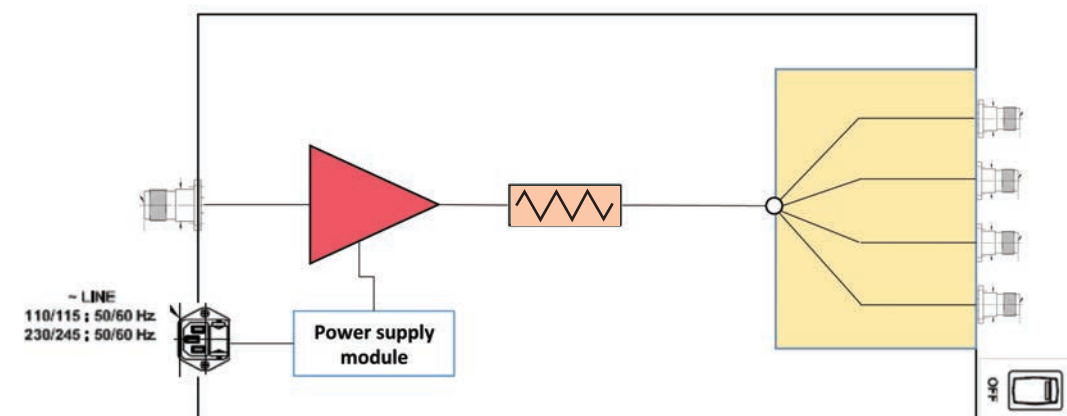 ~ LINE
110/115 : 50/60 Hz
230/245 : 50/60 Hz
Power supply
module
OFF